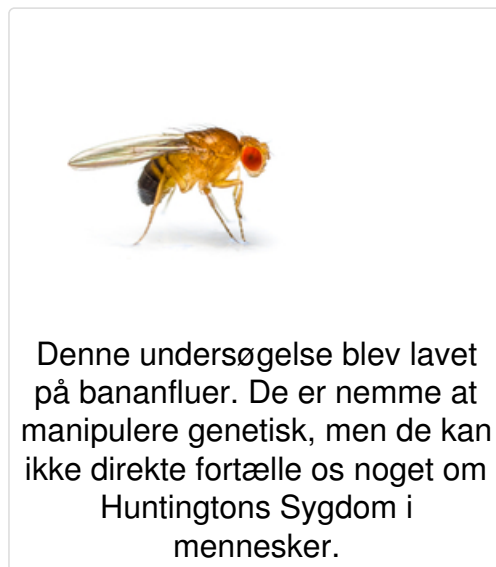 Denne undersøgelse blev lavet
på bananfluer. De er nemme at
manipulere genetisk, men de kan
ikke direkte fortælle os noget om
Huntingtons Sygdom i
mennesker.